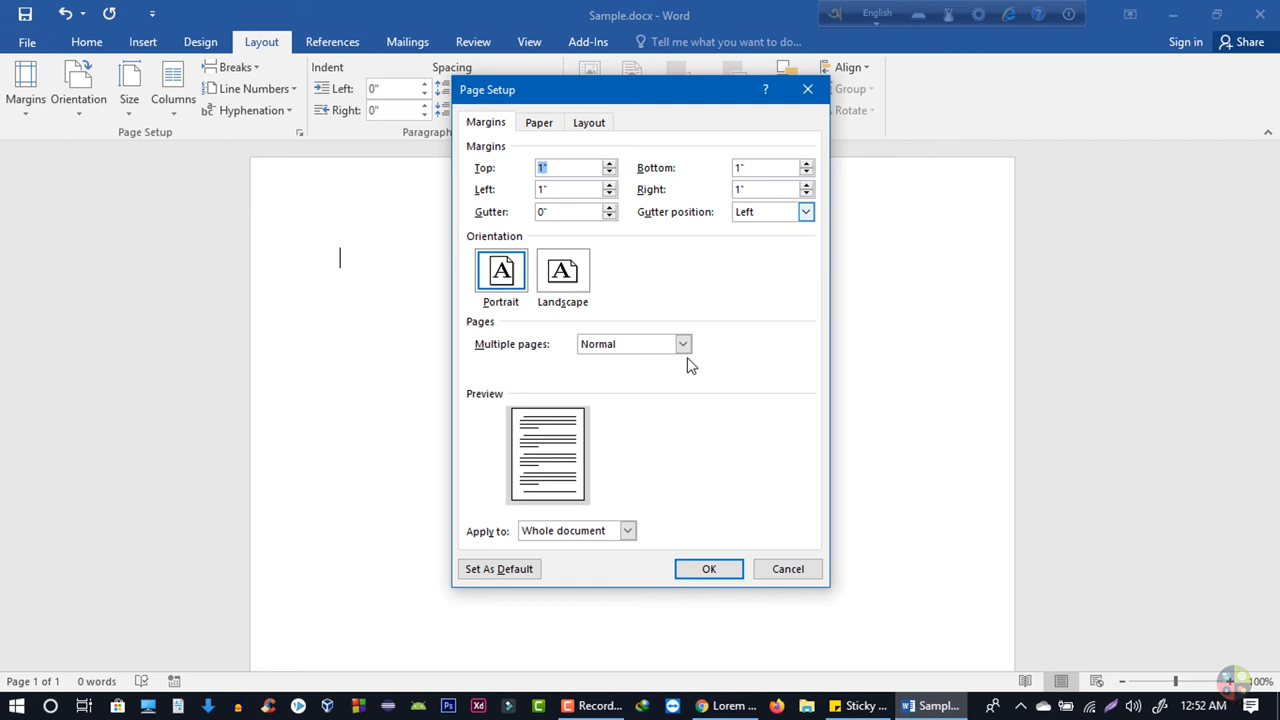 Sample.docx - Word
English
File Home Insert Design Layout References Mailings Review View Add-Ins Tell me what you want to do... Sign in Share
Margins Orientation Size Columns
Breaks
Line Numbers
Hyphenation
Page Setup
Indent Spacing
Left: 0"
Right: 0"
Align
Group
Rotate
Page Setup
Margins Paper Layout
Margins
Top: 1" Bottom: 1"
Left: 1" Right: 1"
Gutter: 0" Gutter position: Left
Orientation
A A
Portrait Landscape
Pages
Multiple pages: Normal
Preview
Apply to: Whole document
Set As Default OK Cancel
Page 1 of 1 0 words 100%
Ps Xd C Record... Lorem ... Sticky ... Sampl... 12:52 AM